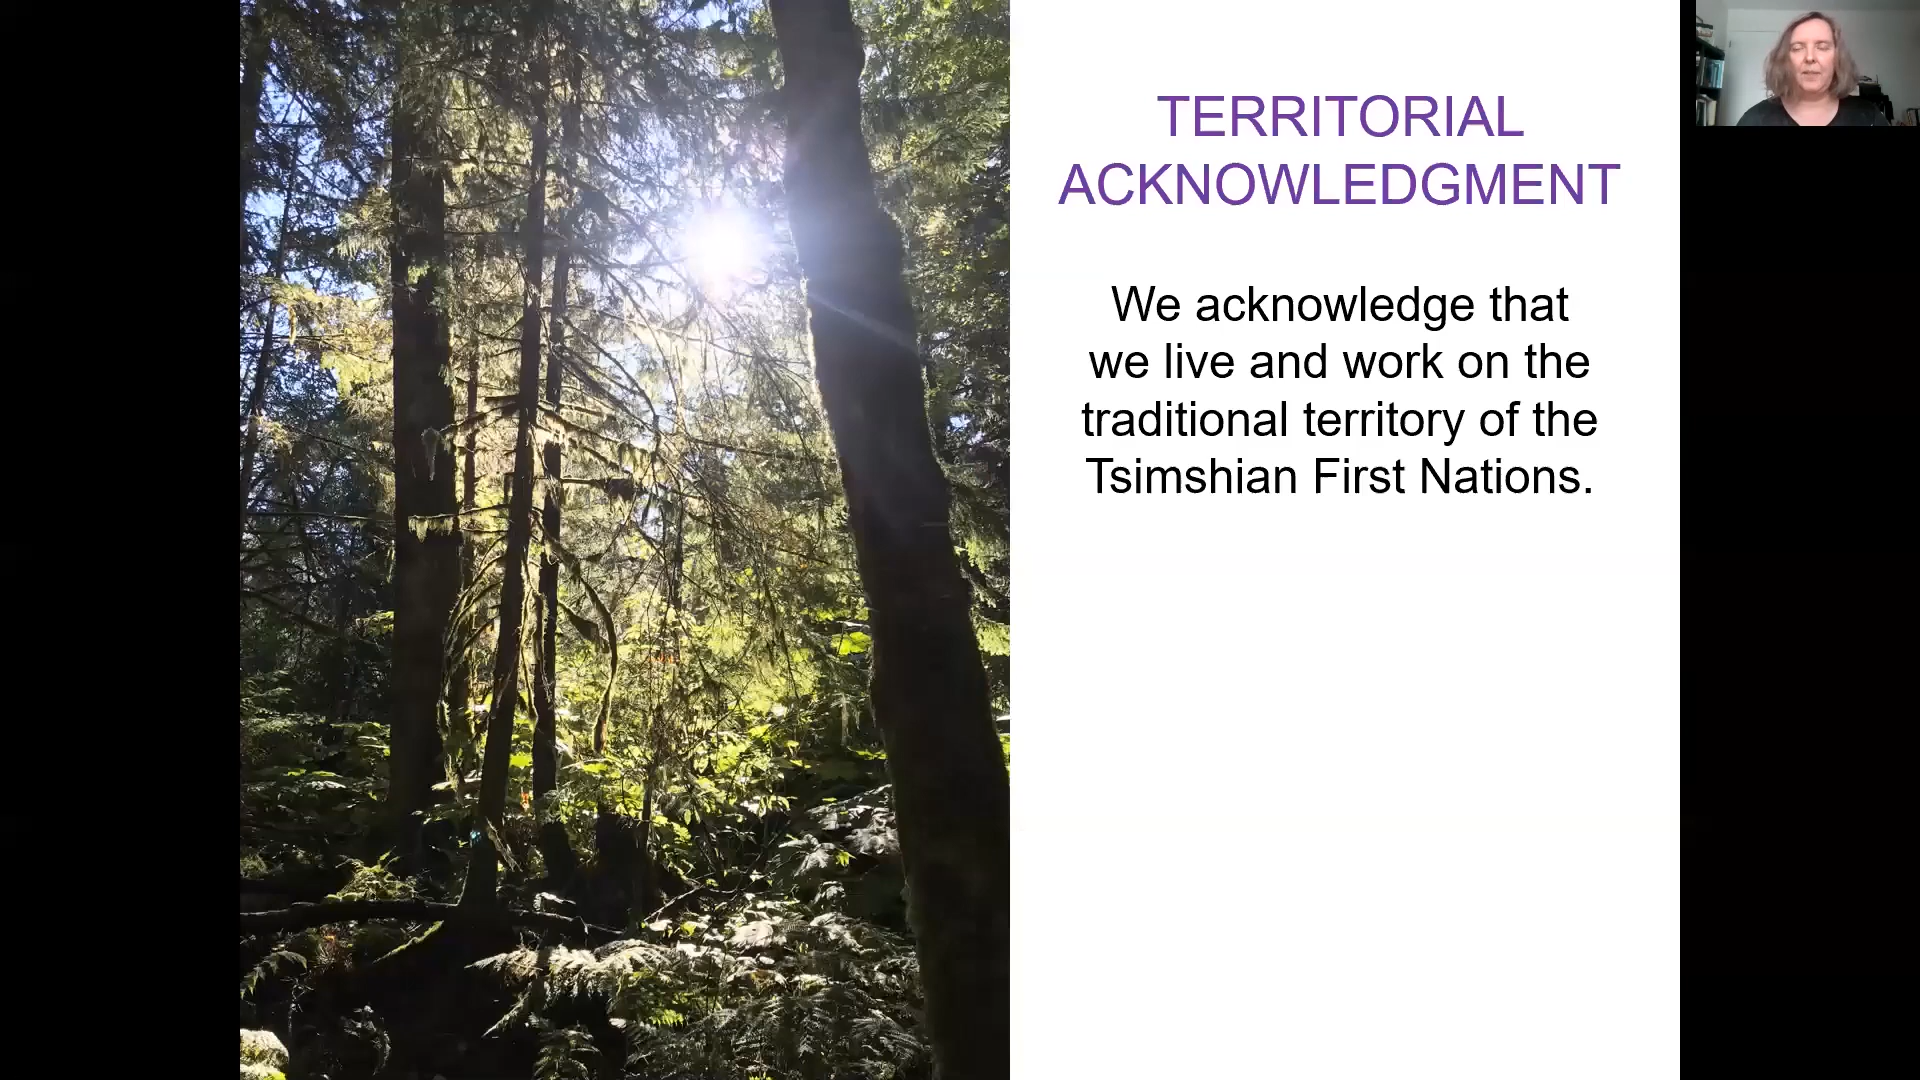 TERRITORIAL
ACKNOWLEDGMENT
We acknowledge that
we live and work on the
traditional territory of the
Tsimshian First Nations.